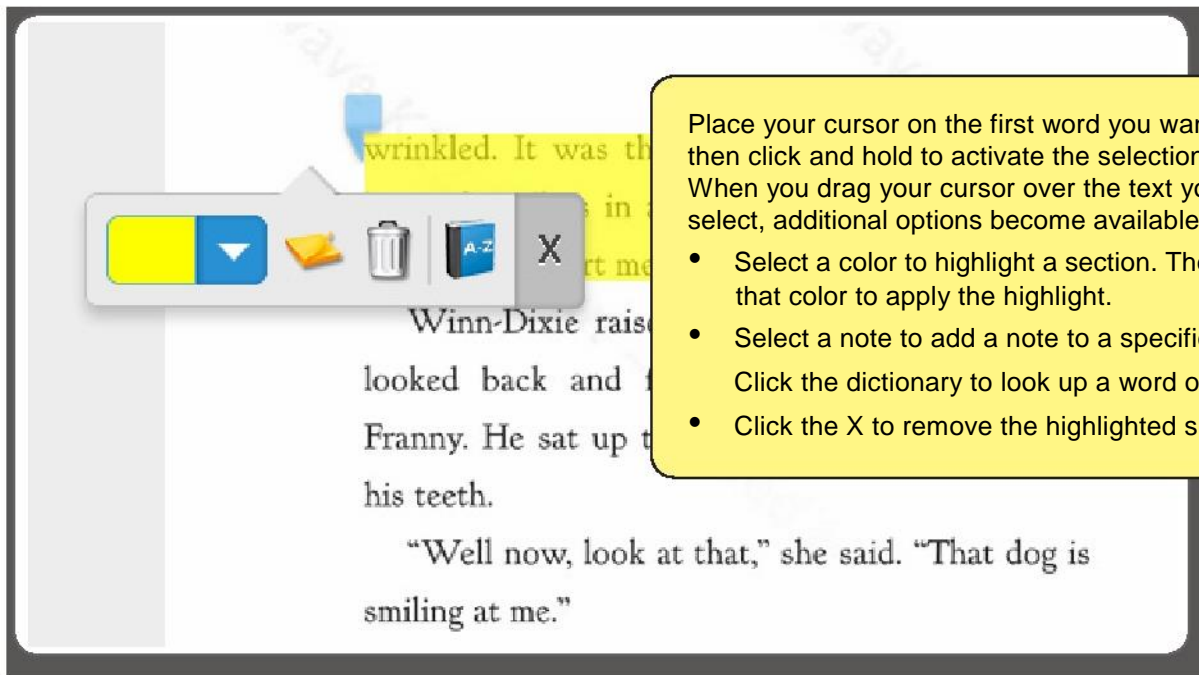 wrinkled. It was th
in a
rt me
Winn-Dixie raise
looked back and f
Franny. He sat up t
his teeth.
“Well now, look at that,” she said. “That dog is
smiling at me.”
A-Z
X
Place your cursor on the first word you wan
then click and hold to activate the selection
When you drag your cursor over the text yo
select, additional options become available
• Select a color to highlight a section. The
that color to apply the highlight.
• Select a note to add a note to a specific
Click the dictionary to look up a word o
• Click the X to remove the highlighted s